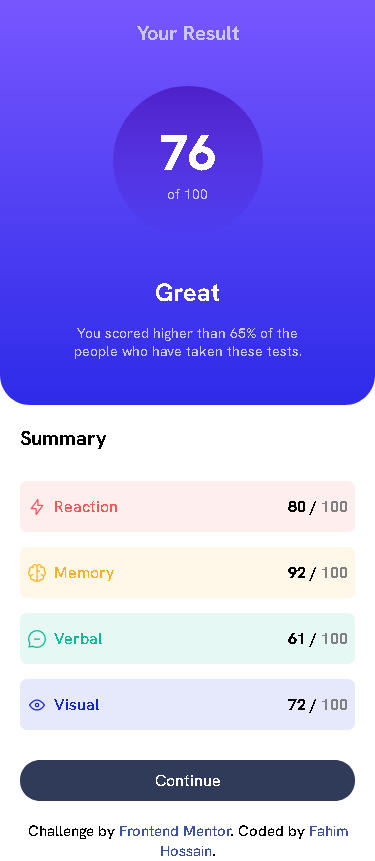 Your Result
76
of 100
Great
You scored higher than 65% of the
people who have taken these tests.
Summary
Reaction 80 / 100
Memory 92 / 100
Verbal 61 / 100
Visual 72 / 100
Continue
Challenge by Frontend Mentor. Coded by Fahim
Hossain.